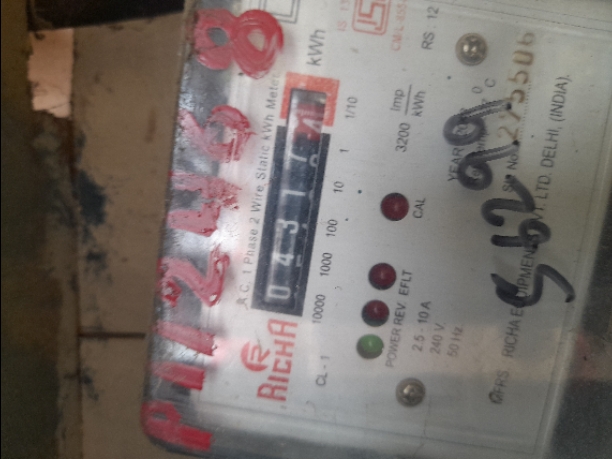 P112468
A.C. 1 Phase 2 Wire Static kWh Meter
04317
kWh
10000 1000 100 10 1 1/10
RICHA
CL-1
CAL
3200 Imp/kWh
POWER REV. EFLT
2.5-10 A
240 V
50 Hz
RS: 12
YEAR
RICHA EQUIPMENTS PVT. LTD. DELHI, (INDIA).